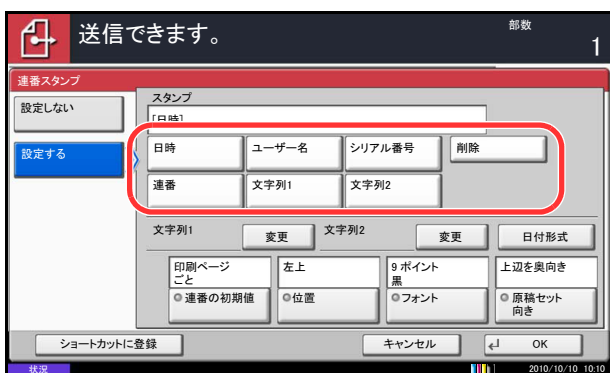 送信できます。
部数
1
連番スタンプ
設定しない
設定する
スタンプ
[日時]
日時
ユーザー名
シリアル番号
削除
連番
文字列1
文字列2
文字列1
変更
文字列2
変更
日付形式
印刷ページ
ごと
連番の初期値
左上
位置
9 ポイント
黒
フォント
上辺を奥向き
原稿セット
向き
ショートカットに登録
キャンセル
OK
状況
2010/10/10 10:10